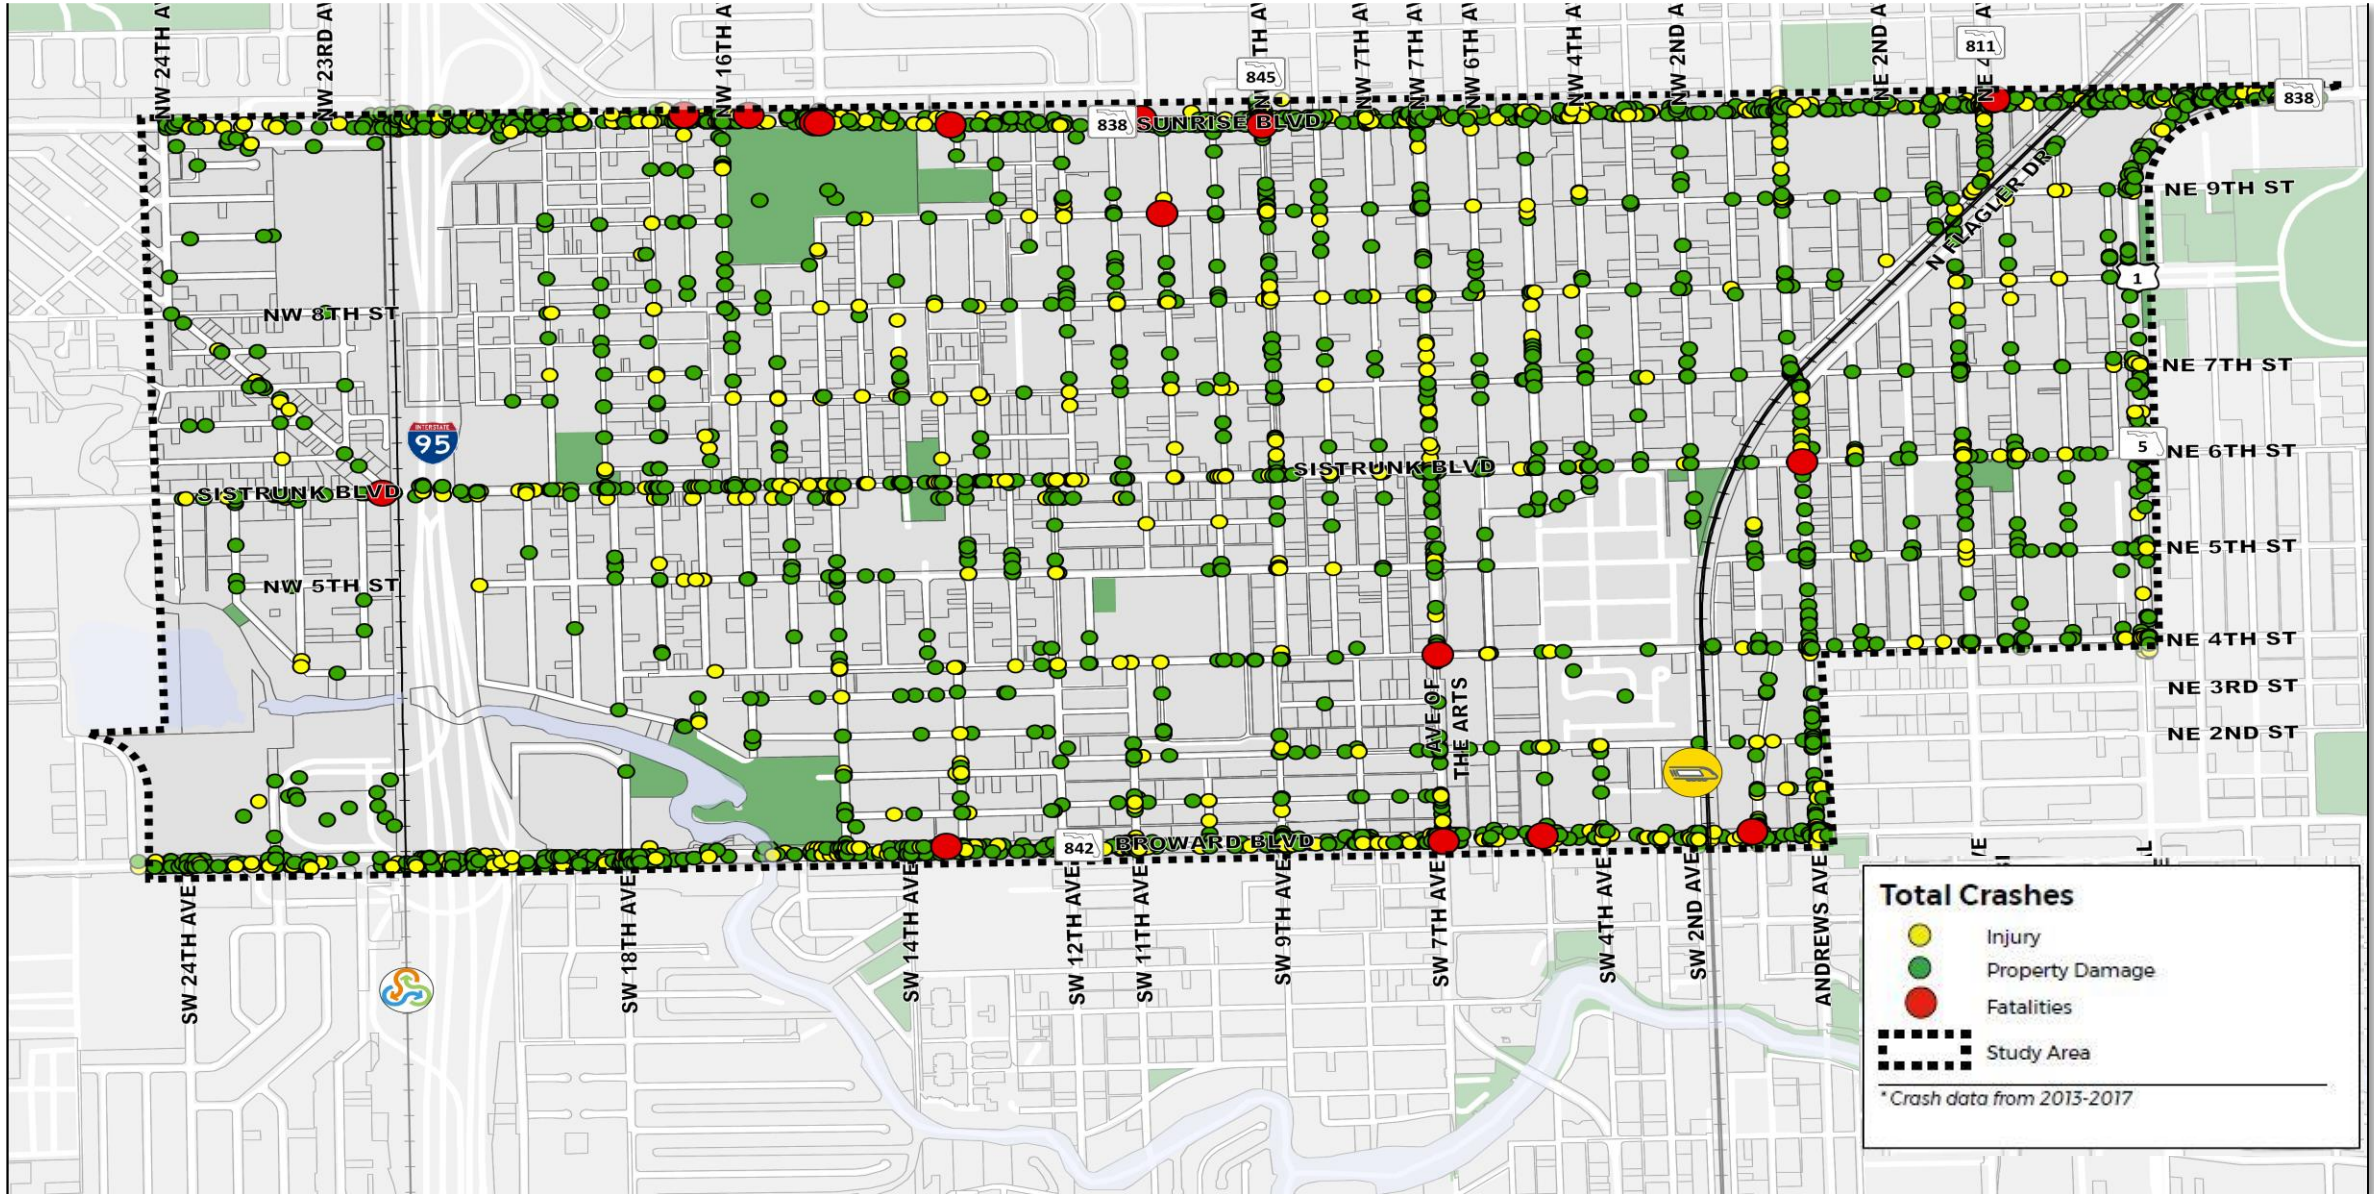 NW 24TH A
NW 23RD A
NW 16TH A
TH A
NW 7TH A
NW 7TH A
NW 6TH A
NW 4TH A
NW 2ND A
NE 2ND A
NE 4
811
845
838
838
SUNRISE BLVD
NE 9TH ST
N FLAGLER DR
1
NW 8TH ST
NE 7TH ST
INTERSTATE
95
5
NE 6TH ST
SISTRUNK BLVD
SISTRUNK BLVD
NE 5TH ST
NW 5TH ST
NE 4TH ST
AVE OF
THE ARTS
NE 3RD ST
NE 2ND ST
842
BROWARD BLVD
SW 24TH AVE
SW 18TH AVE
SW 14TH AVE
SW 12TH AVE
SW 11TH AVE
SW 9TH AVE
SW 7TH AVE
SW 4TH AVE
SW 2ND AVE
ANDREWS AVE
Total Crashes
Injury
Property Damage
Fatalities
Study Area
*Crash data from 2013-2017